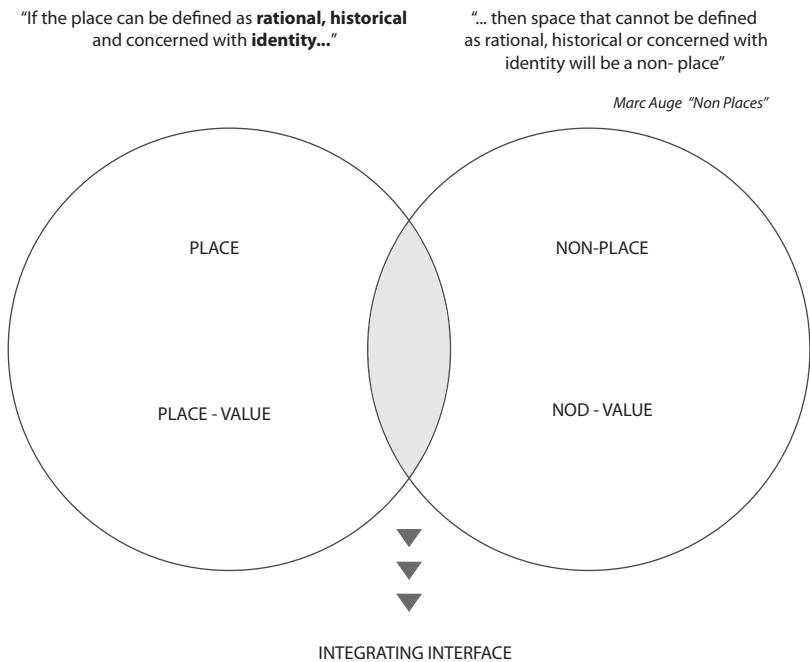 “If the place can be defined as rational, historical
and concerned with identity...”
“... then space that cannot be defined
as rational, historical or concerned with
identity will be a non- place”
Marc Auge “Non Places”
PLACE
NON-PLACE
PLACE - VALUE
NOD - VALUE
INTEGRATING INTERFACE